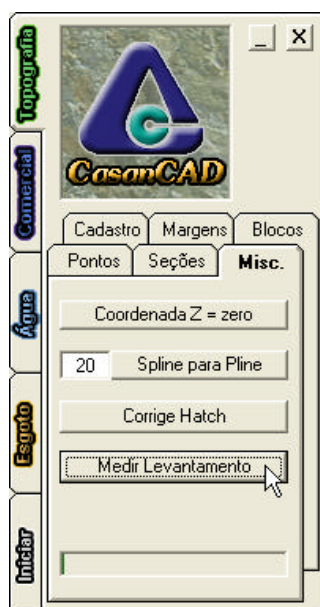 Topografia
Comercial
Água
Esgoto
Iniciar
CasanCAD
Cadastro Margens Blocos
Pontos Seções Misc.
Coordenada Z = zero
20 Spline para Pline
Corrige Hatch
Medir Levantamento